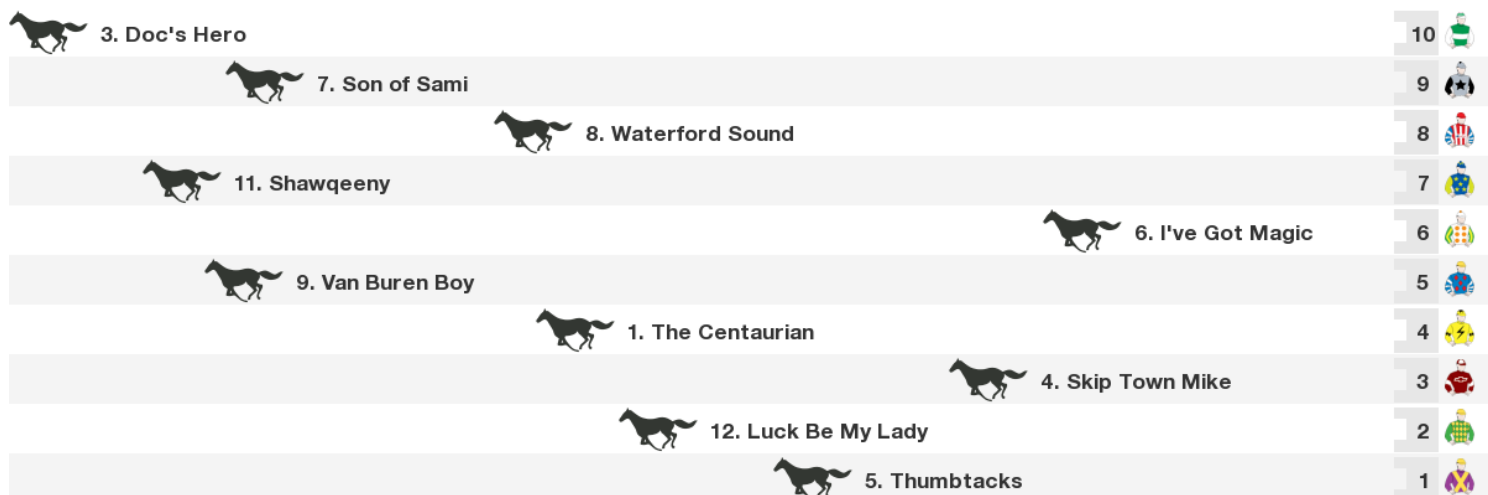 3. Doc's Hero 10
7. Son of Sami 9
8. Waterford Sound 8
11. Shawqeeny 7
6. I've Got Magic 6
9. Van Buren Boy 5
1. The Centaurian 4
4. Skip Town Mike 3
12. Luck Be My Lady 2
5. Thumbtacks 1